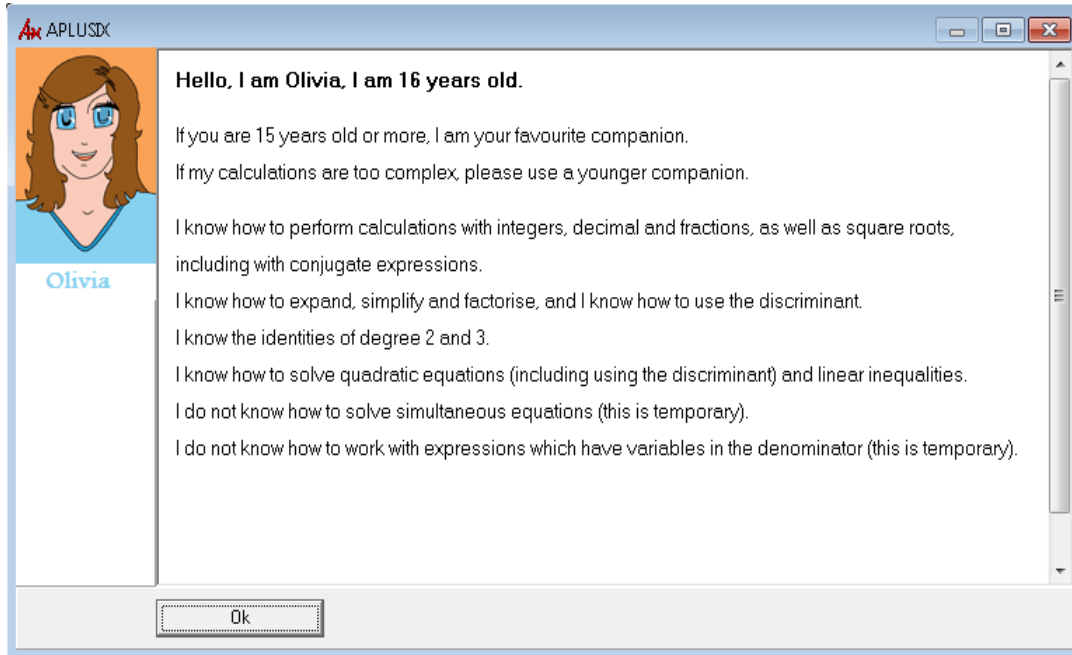 APLUSIX
Hello, I am Olivia, I am 16 years old.
If you are 15 years old or more, I am your favourite companion.
If my calculations are too complex, please use a younger companion.
I know how to perform calculations with integers, decimal and fractions, as well as square roots,
including with conjugate expressions.
Olivia
I know how to expand, simplify and factorise, and I know how to use the discriminant.
I know the identities of degree 2 and 3.
I know how to solve quadratic equations (including using the discriminant) and linear inequalities.
I do not know how to solve simultaneous equations (this is temporary).
I do not know how to work with expressions which have variables in the denominator (this is temporary).
Ok